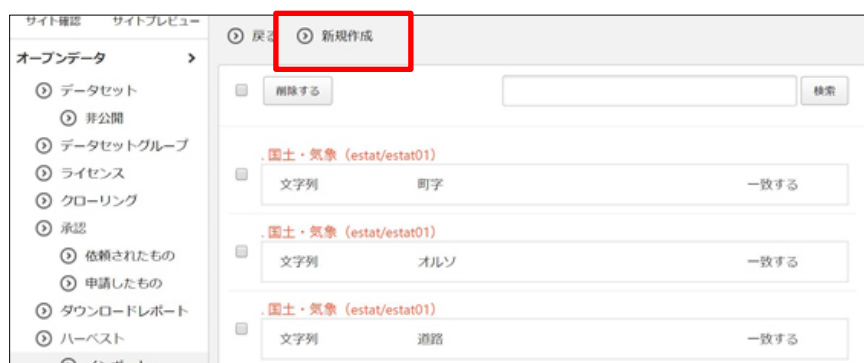 サイト確認 サイトプレビュー
戻る 新規作成
オープンデータ
データセット
非公開
データセットグループ
ライセンス
クローリング
承認
依頼されたもの
申請したもの
ダウンロードレポート
ハーベスト
削除する 検索
. 国土・気象（estat/estat01）
文字列 町字 一致する
. 国土・気象（estat/estat01）
文字列 オルソ 一致する
. 国土・気象（estat/estat01）
文字列 道路 一致する